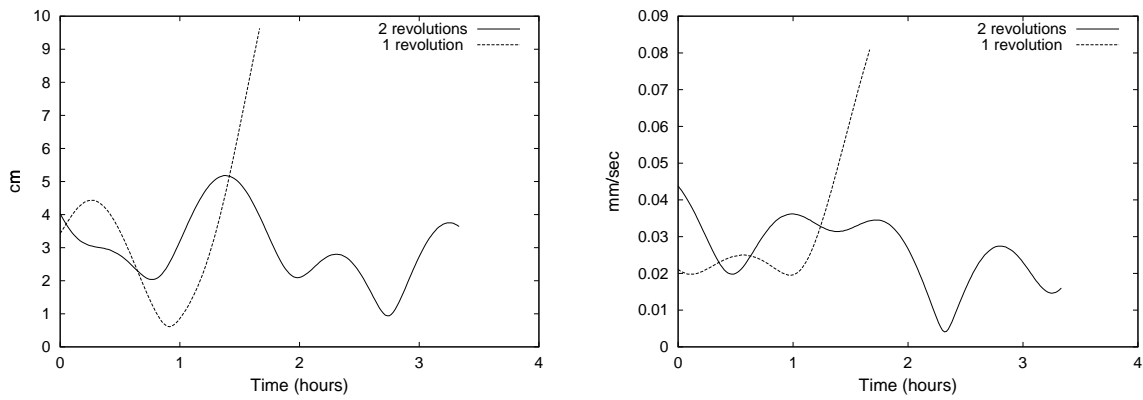 10
9
8
7
6
5
4
3
2
1
0
cm
0 1 2 3 4
Time (hours)
2 revolutions
1 revolution
0.09
0.08
0.07
0.06
0.05
0.04
0.03
0.02
0.01
0
mm/sec
0 1 2 3 4
Time (hours)
2 revolutions
1 revolution